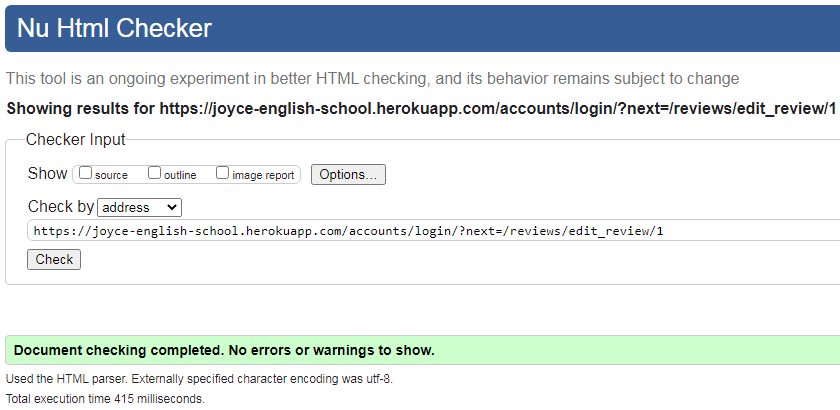 Nu Html Checker
This tool is an ongoing experiment in better HTML checking, and its behavior remains subject to change
Showing results for https://joyce-english-school.herokuapp.com/accounts/login/?next=/reviews/edit_review/1
Checker Input
Show source outline image report Options...
Check by address
https://joyce-english-school.herokuapp.com/accounts/login/?next=/reviews/edit_review/1
Check
Document checking completed. No errors or warnings to show.
Used the HTML parser. Externally specified character encoding was utf-8.
Total execution time 415 milliseconds.